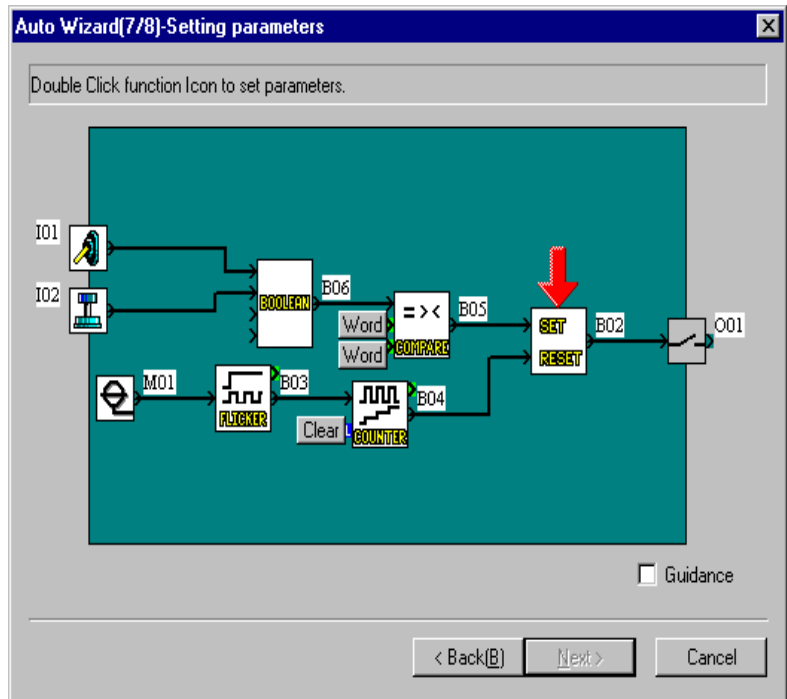 Auto Wizard(7/8)-Setting parameters
Double Click function Icon to set parameters.
I01
I02
BOOLEAN
B06
Word
Word
=><
COMPARE
B05
SET
RESET
B02
O01
M01
FLICKER
B03
Clear
COUNTER
B04
Guidance
< Back(B)
Next >
Cancel